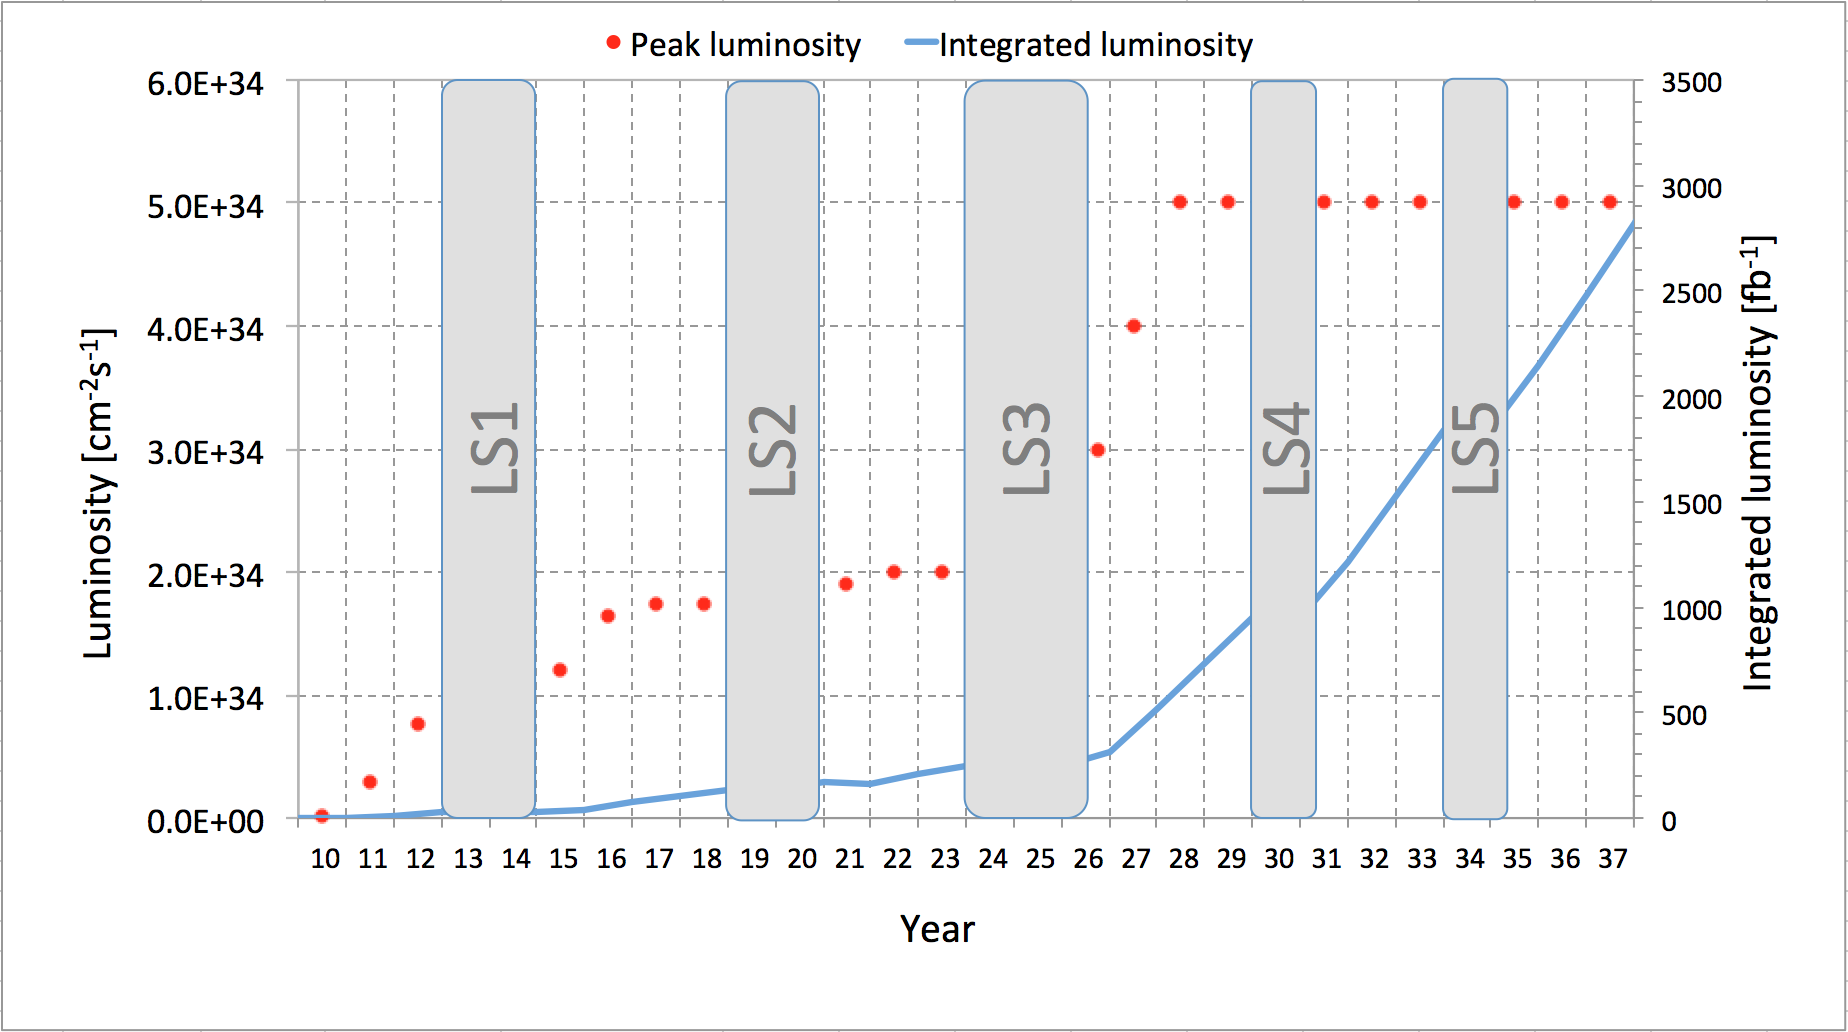 Peak luminosity Integrated luminosity
6.0E+34
5.0E+34
4.0E+34
3.0E+34
2.0E+34
1.0E+34
0.0E+00
Luminosity [cm⁻²s⁻¹]
LS1
LS2
LS3
LS4
LS5
3500
3000
2500
2000
1500
1000
500
0
Integrated luminosity [fb⁻¹]
10 11 12 13 14 15 16 17 18 19 20 21 22 23 24 25 26 27 28 29 30 31 32 33 34 35 36 37
Year